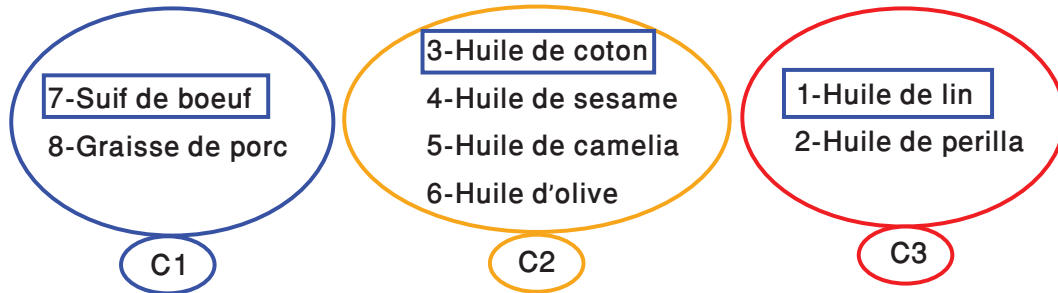 7-Suif de boeuf
8-Graisse de porc
C1
3-Huile de coton
4-Huile de sesame
5-Huile de camelia
6-Huile d'olive
C2
1-Huile de lin
2-Huile de perilla
C3